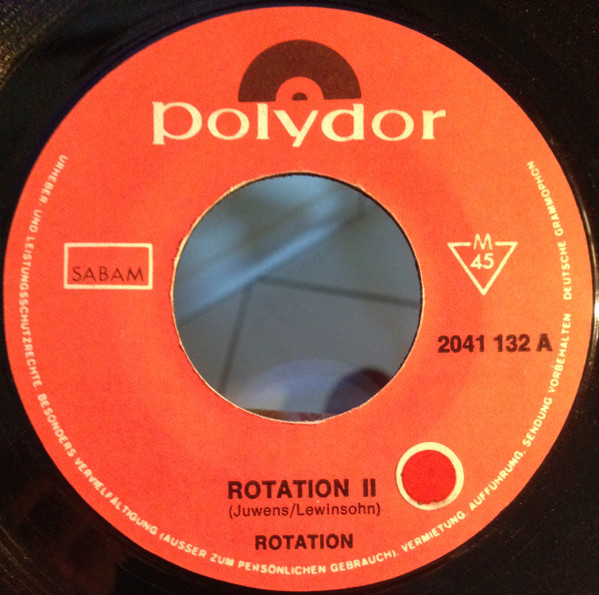 polydor
SABAM
M
45
2041 132 A
ROTATION II
(Juwens/Lewinsohn)
ROTATION
URHEBER- UND LEISTUNGSSCHUTZRECHTE, BESONDERS VERVIELFÄLTIGUNG (AUSSER ZUM PERSÖNLICHEN GEBRAUCH), VERMIETUNG, AUFFÜHRUNG, SENDUNG VORBEHALTEN · DEUTSCHE GRAMMOPHON